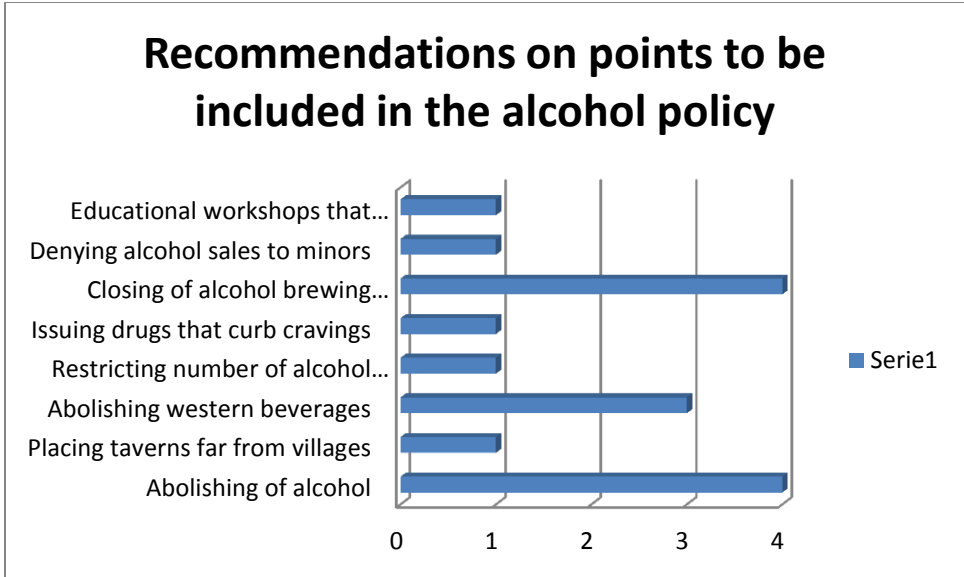 Recommendations on points to be
included in the alcohol policy
Educational workshops that...
Denying alcohol sales to minors
Closing of alcohol brewing...
Issuing drugs that curb cravings
Restricting number of alcohol...
Abolishing western beverages
Placing taverns far from villages
Abolishing of alcohol
Serie1
0 1 2 3 4